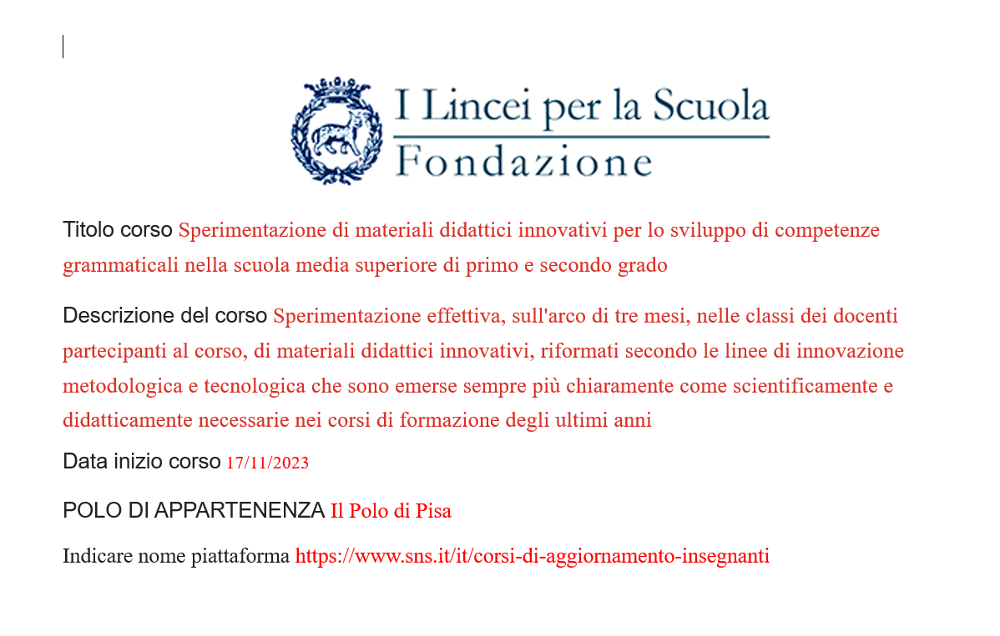 I Lincei per la Scuola
Fondazione
Titolo corso Sperimentazione di materiali didattici innovativi per lo sviluppo di competenze
grammaticali nella scuola media superiore di primo e secondo grado
Descrizione del corso Sperimentazione effettiva, sull'arco di tre mesi, nelle classi dei docenti
partecipanti al corso, di materiali didattici innovativi, riformati secondo le linee di innovazione
metodologica e tecnologica che sono emerse sempre più chiaramente come scientificamente e
didatticamente necessarie nei corsi di formazione degli ultimi anni
Data inizio corso 17/11/2023
POLO DI APPARTENENZA Il Polo di Pisa
Indicare nome piattaforma https://www.sns.it/it/corsi-di-aggiornamento-insegnanti